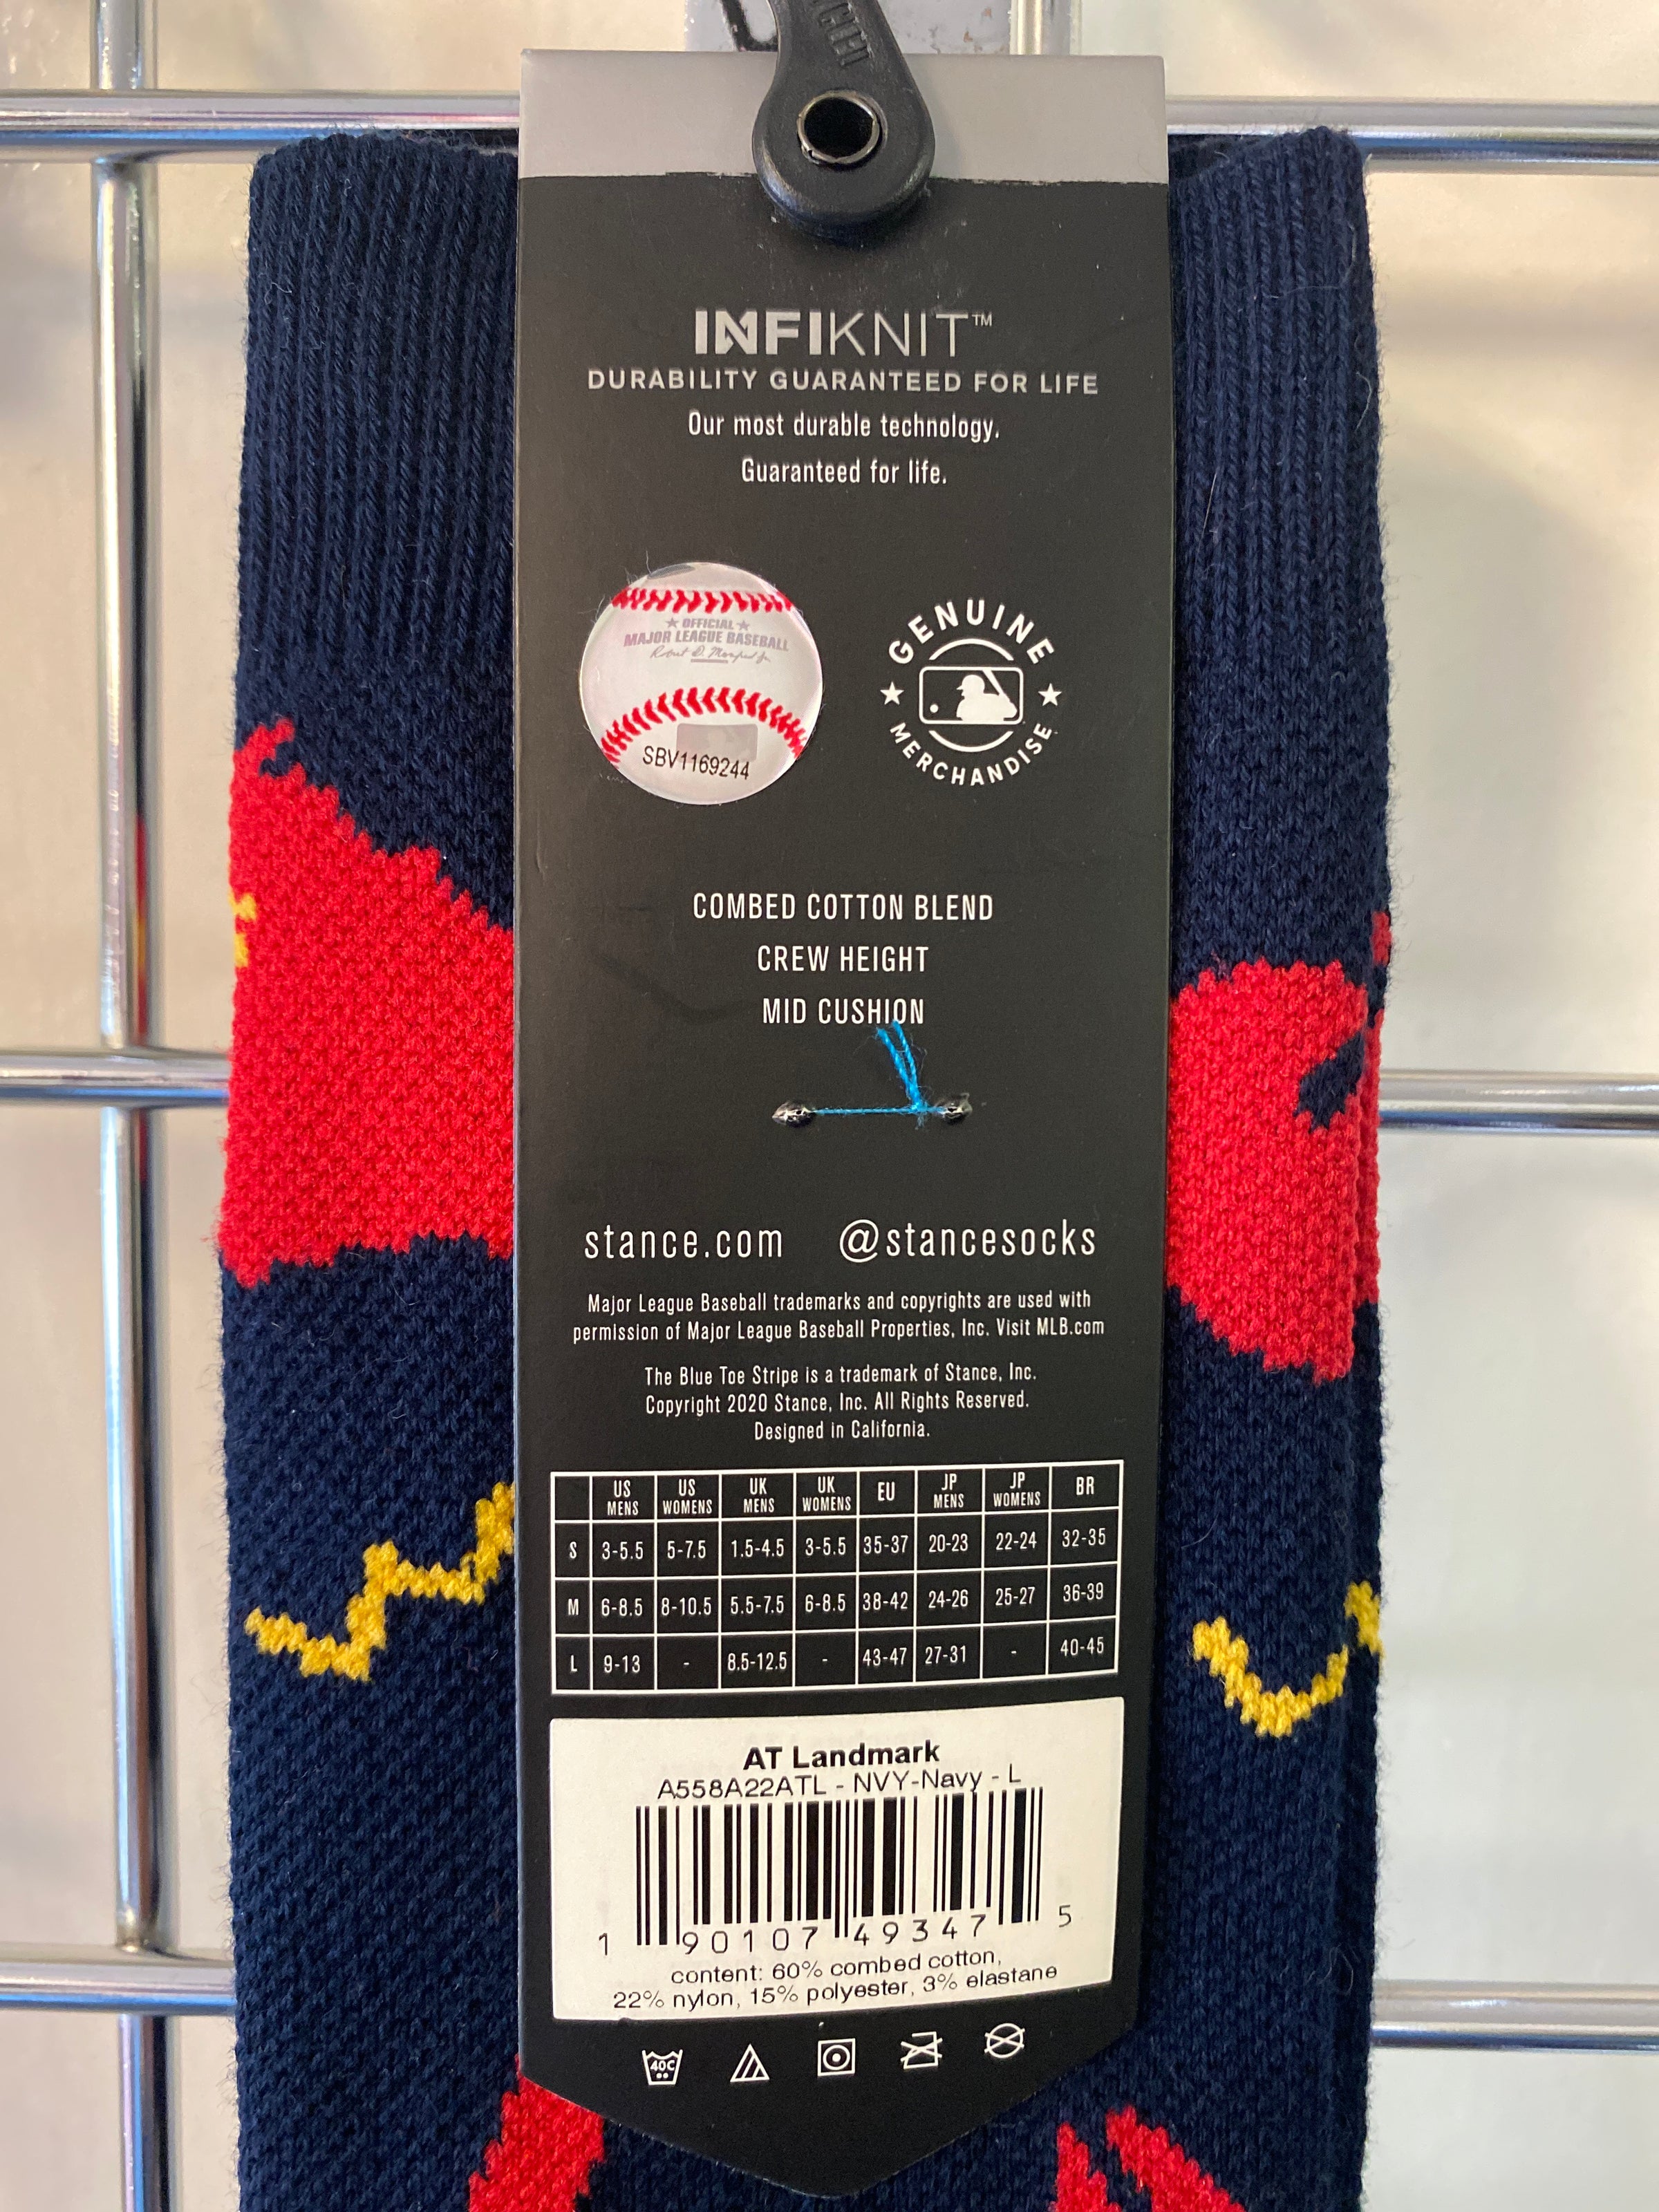 INFIKNIT™
DURABILITY GUARANTEED FOR LIFE
Our most durable technology.
Guaranteed for life.
★ OFFICIAL ★
MAJOR LEAGUE BASEBALL
SBV1169244
GENUINE
MERCHANDISE
COMBED COTTON BLEND
CREW HEIGHT
MID CUSHION
stance.com @stancesocks
Major League Baseball trademarks and copyrights are used with
permission of Major League Baseball Properties, Inc. Visit MLB.com
The Blue Toe Stripe is a trademark of Stance, Inc.
Copyright 2020 Stance, Inc. All Rights Reserved.
Designed in California.
US MENS US WOMENS UK MENS UK WOMENS EU JP MENS JP WOMENS BR
S 3-5.5 5-7.5 1.5-4.5 3-5.5 35-37 20-23 22-24 32-35
M 6-8.5 8-10.5 5.5-7.5 6-8.5 38-42 24-26 25-27 36-39
L 9-13 - 8.5-12.5 - 43-47 27-31 - 40-45
AT Landmark
A558A22ATL - NVY-Navy - L
1 90107 49347 5
content: 60% combed cotton,
22% nylon, 15% polyester, 3% elastane
40C